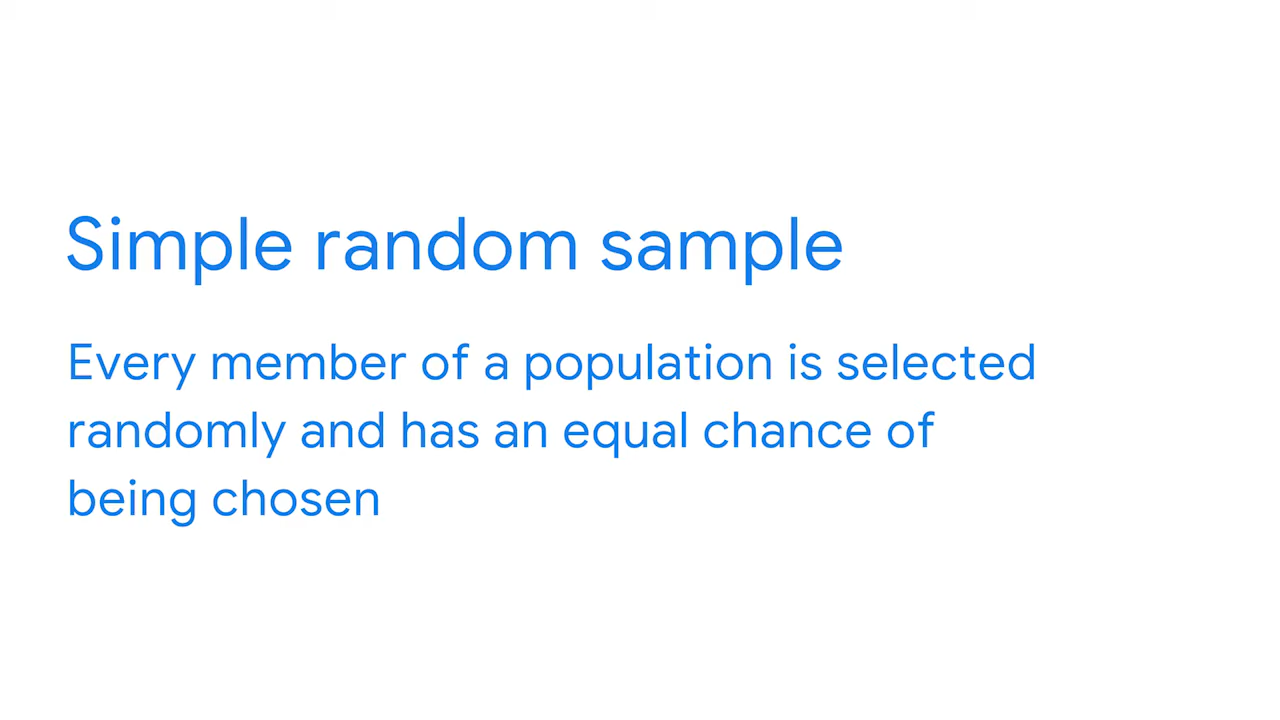 Simple random sample
Every member of a population is selected
randomly and has an equal chance of
being chosen